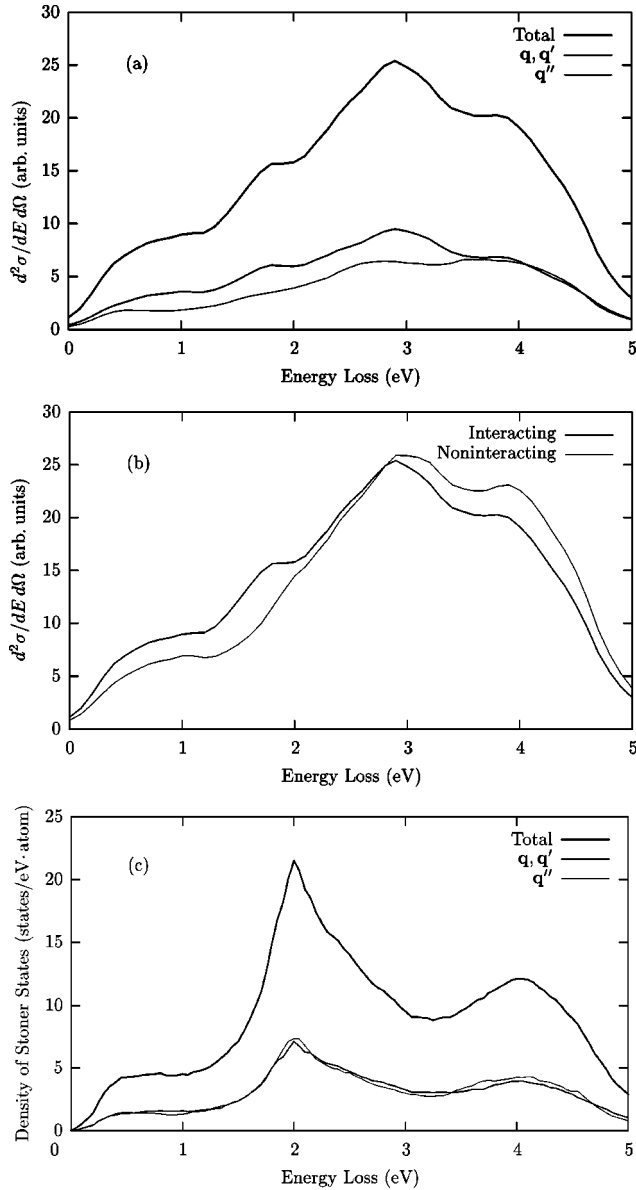 30
25
20
15
10
5
0
d²σ/dE dΩ (arb. units)
(a)
Total
q, q′
q″
0 1 2 3 4 5
Energy Loss (eV)
30
25
20
15
10
5
0
d²σ/dE dΩ (arb. units)
(b)
Interacting
Noninteracting
0 1 2 3 4 5
Energy Loss (eV)
25
20
15
10
5
0
Density of Stoner States (states/eV·atom)
(c)
Total
q, q′
q″
0 1 2 3 4 5
Energy Loss (eV)